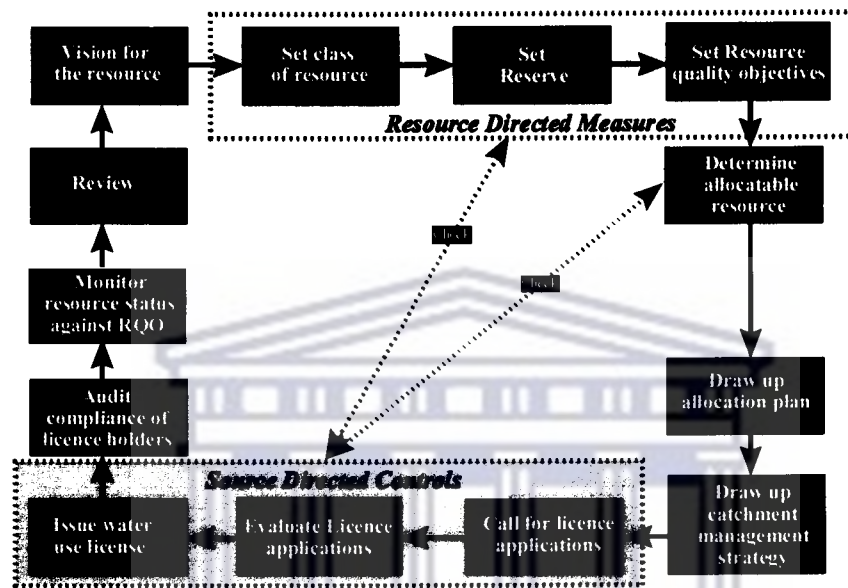 Vision for
the resource
Set class
of resource
Set
Reserve
Set Resource
quality objectives
Resource Directed Measures
Review
Determine
allocatable
resource
Check
Check
Monitor
resource status
against RQO
Audit
compliance of
licence holders
Draw up
allocation plan
Source Directed Controls
Issue water
use license
Evaluate Licence
applications
Call for licence
applications
Draw up
catchment
management
strategy